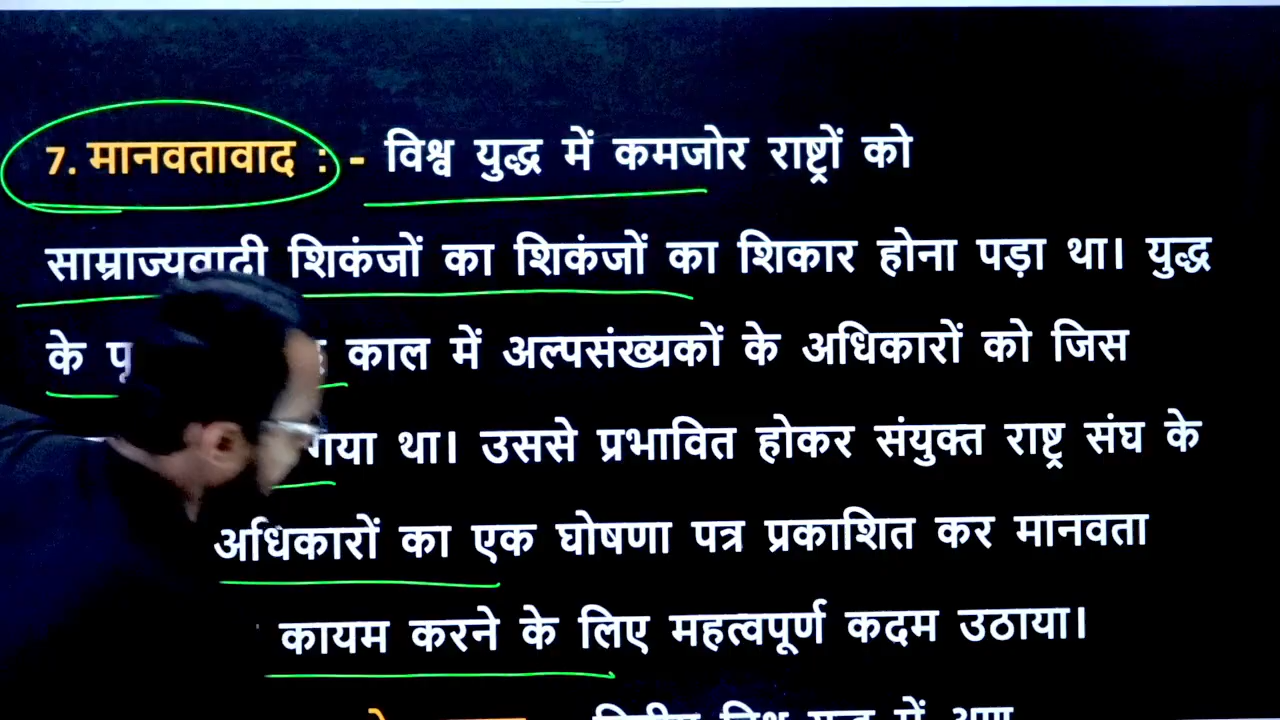 7. मानवतावाद : - विश्व युद्ध में कमजोर राष्ट्रों को
साम्राज्यवादी शिकंजों का शिकंजों का शिकार होना पड़ा था। युद्ध
के काल में अल्पसंख्यकों के अधिकारों को जिस
गया था। उससे प्रभावित होकर संयुक्त राष्ट्र संघ के
अधिकारों का एक घोषणा पत्र प्रकाशित कर मानवता
कायम करने के लिए महत्वपूर्ण कदम उठाया।